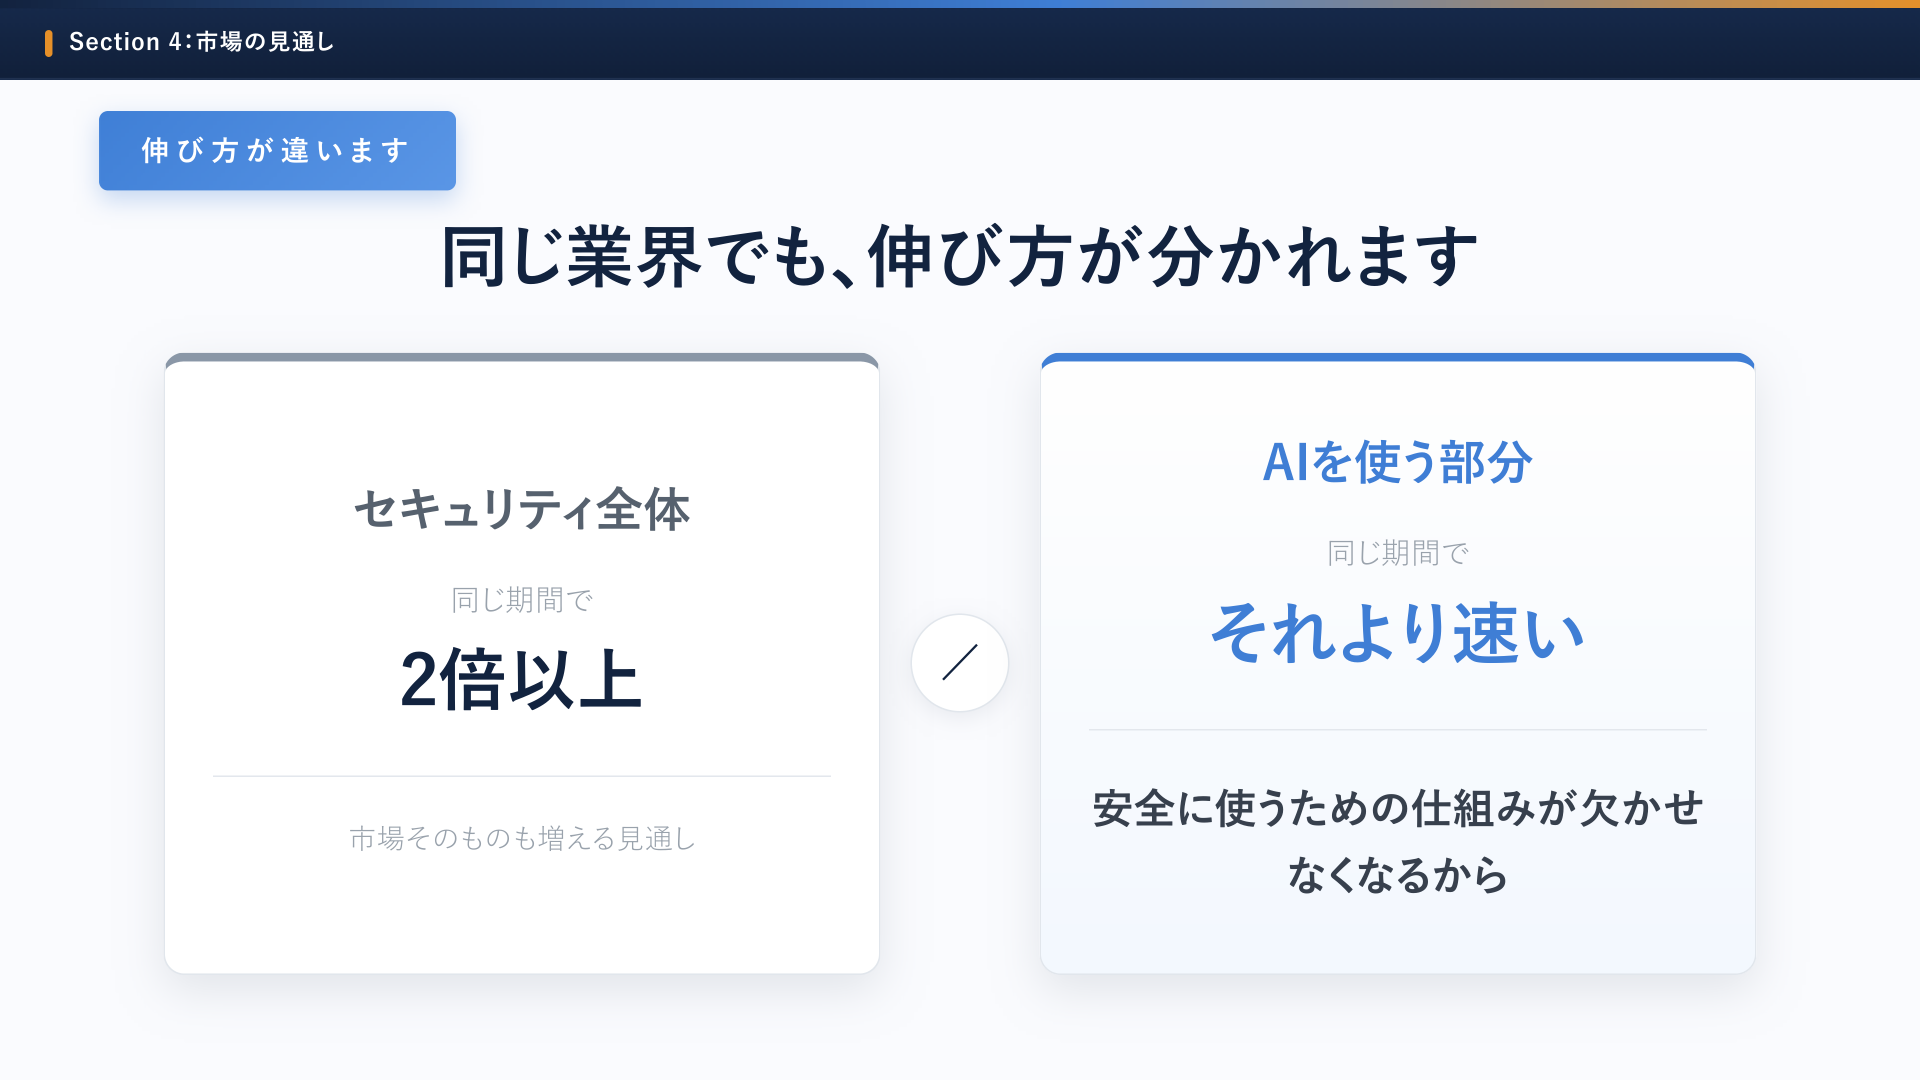 Section 4：市場の見通し
伸び方が違います
同じ業界でも、伸び方が分かれます
セキュリティ全体
同じ期間で
2倍以上
市場そのものも増える見通し
／
AIを使う部分
同じ期間で
それより速い
安全に使うための仕組みが欠かせ
なくなるから